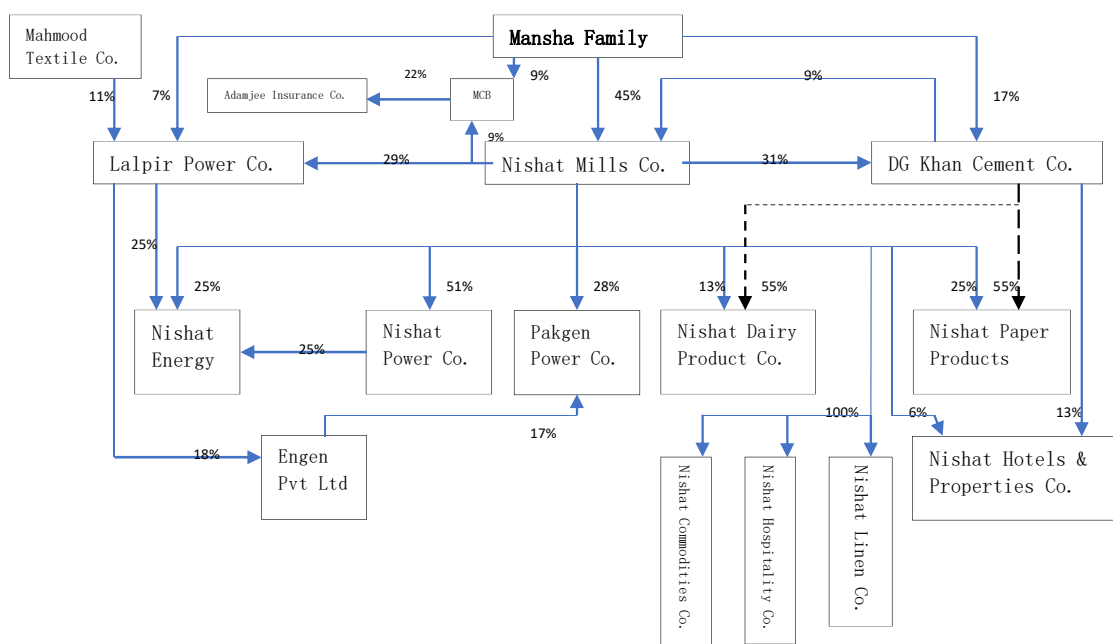 Mahmood
Textile Co.
Mansha Family
22%
9%
9%
Adamjee Insurance Co.
MCB
11%
7%
45%
17%
9%
Lalpir Power Co.
29%
Nishat Mills Co.
31%
DG Khan Cement Co.
25%
25%
51%
28%
13%
55%
25%
55%
Nishat
Energy
25%
Nishat
Power Co.
Pakgen
Power Co.
Nishat Dairy
Product Co.
Nishat Paper
Products
100%
6%
13%
17%
18%
Engen
Pvt Ltd
Nishat Commodities Co.
Nishat Hospitality Co.
Nishat Linen Co.
Nishat Hotels &
Properties Co.